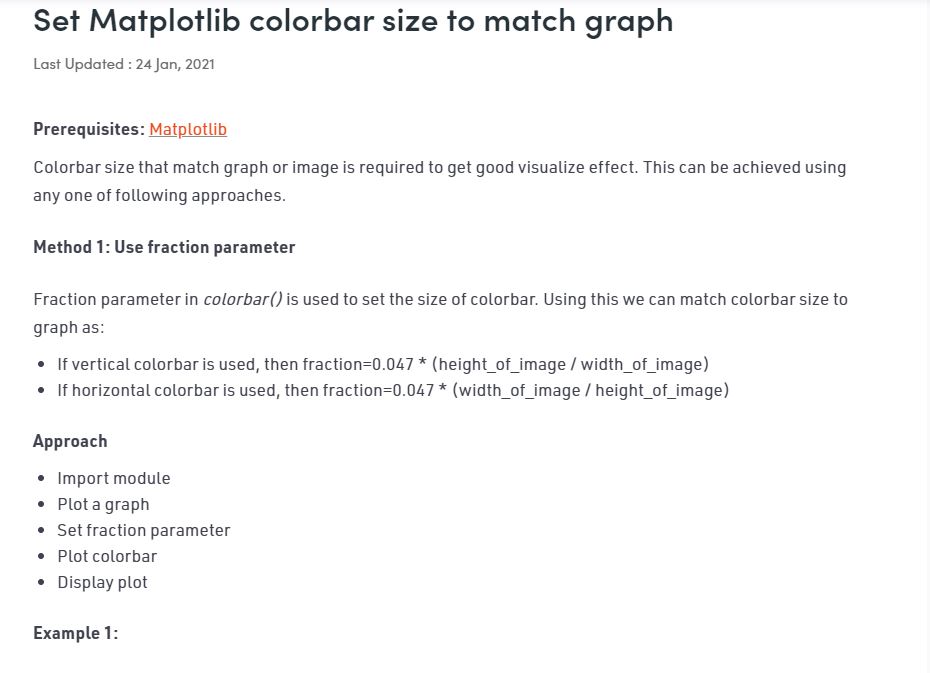 Set Matplotlib colorbar size to match graph
Last Updated : 24 Jan, 2021
Prerequisites: Matplotlib
Colorbar size that match graph or image is required to get good visualize effect. This can be achieved using
any one of following approaches.
Method 1: Use fraction parameter
Fraction parameter in colorbar() is used to set the size of colorbar. Using this we can match colorbar size to
graph as:
• If vertical colorbar is used, then fraction=0.047 * (height_of_image / width_of_image)
• If horizontal colorbar is used, then fraction=0.047 * (width_of_image / height_of_image)
Approach
• Import module
• Plot a graph
• Set fraction parameter
• Plot colorbar
• Display plot
Example 1: